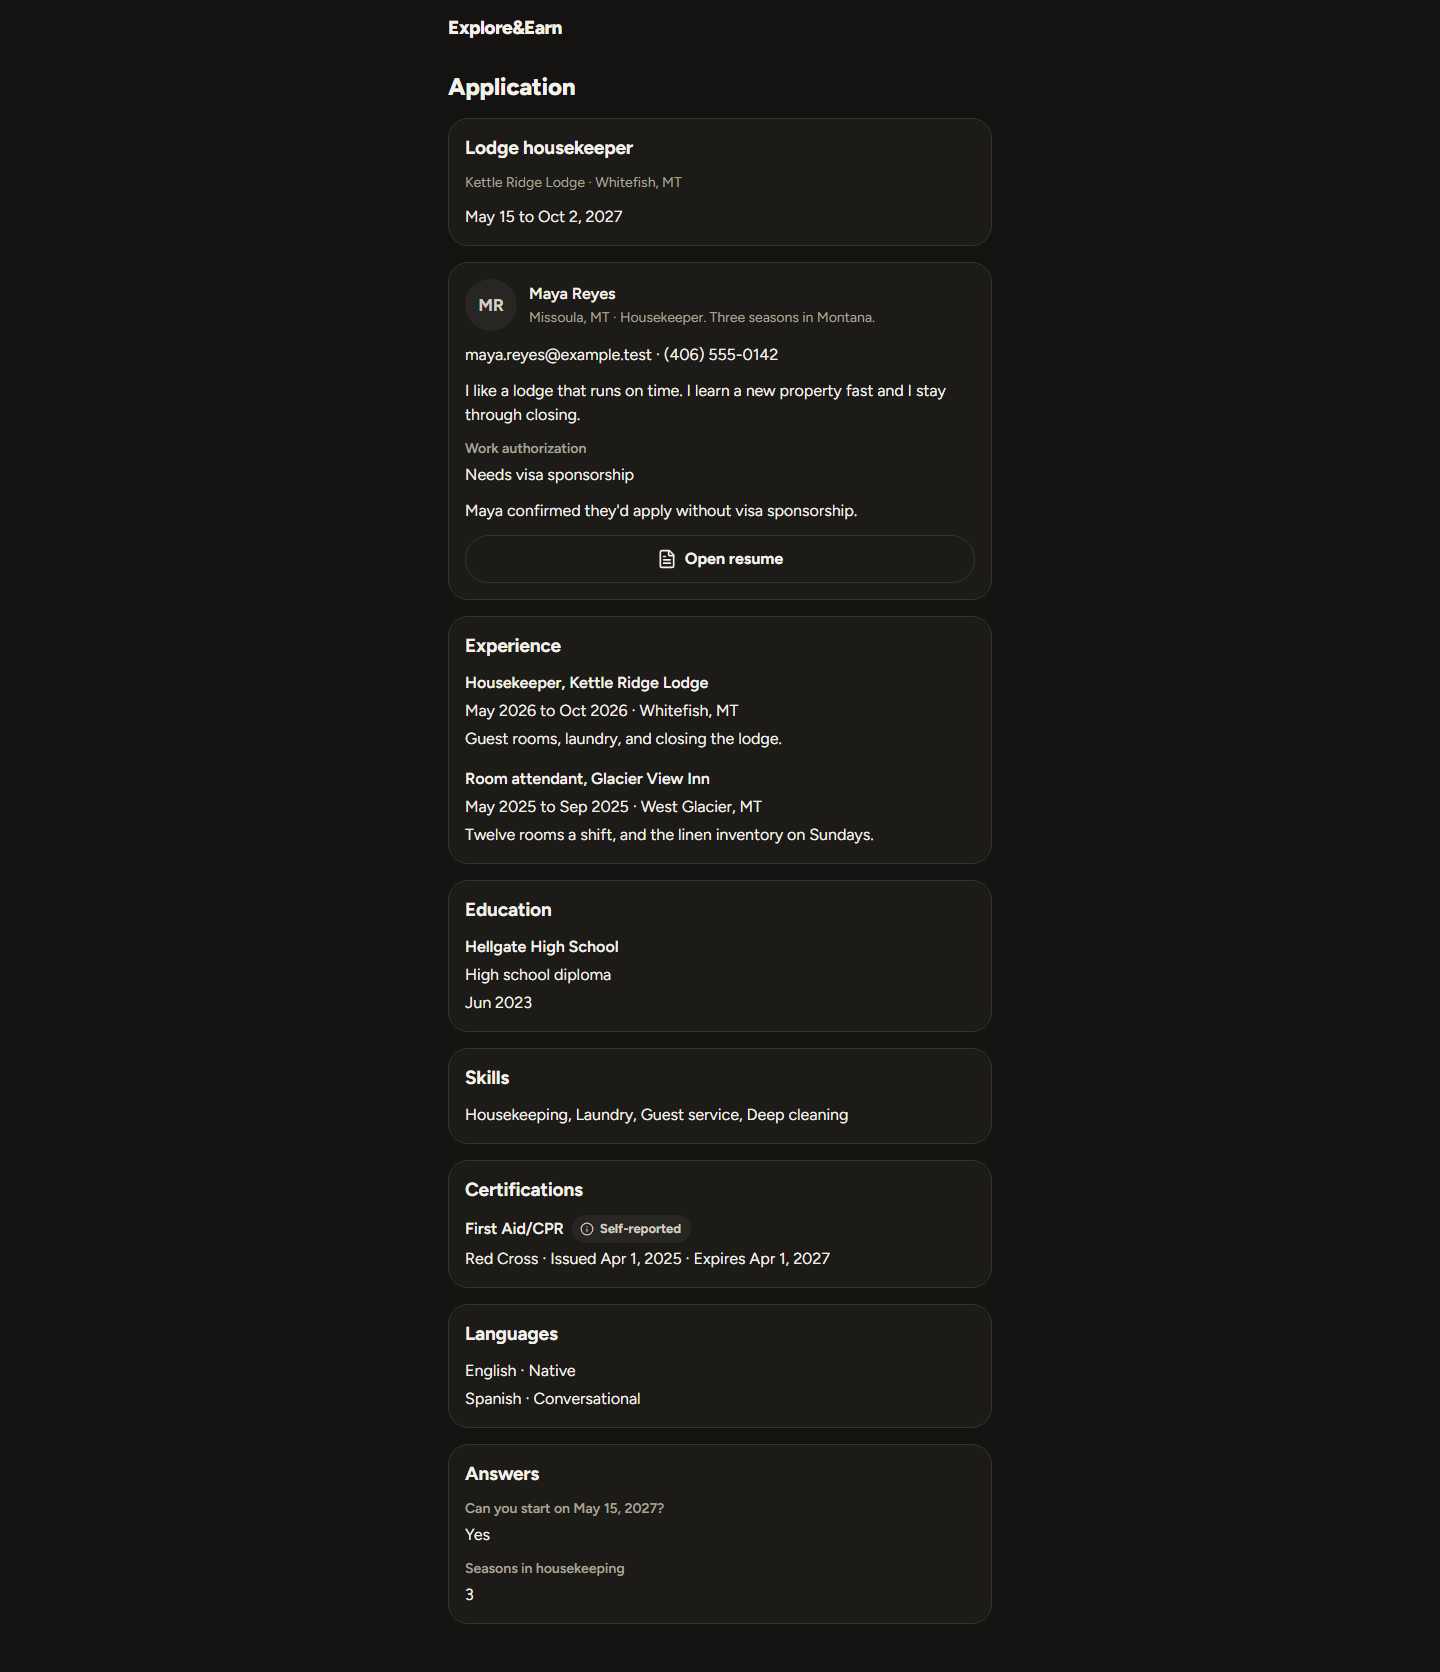 Explore&Earn
Application
Lodge housekeeper
Kettle Ridge Lodge · Whitefish, MT
May 15 to Oct 2, 2027
MR
Maya Reyes
Missoula, MT · Housekeeper. Three seasons in Montana.
maya.reyes@example.test · (406) 555-0142
I like a lodge that runs on time. I learn a new property fast and I stay
through closing.
Work authorization
Needs visa sponsorship
Maya confirmed they'd apply without visa sponsorship.
Open resume
Experience
Housekeeper, Kettle Ridge Lodge
May 2026 to Oct 2026 · Whitefish, MT
Guest rooms, laundry, and closing the lodge.
Room attendant, Glacier View Inn
May 2025 to Sep 2025 · West Glacier, MT
Twelve rooms a shift, and the linen inventory on Sundays.
Education
Hellgate High School
High school diploma
Jun 2023
Skills
Housekeeping, Laundry, Guest service, Deep cleaning
Certifications
First Aid/CPR Self-reported
Red Cross · Issued Apr 1, 2025 · Expires Apr 1, 2027
Languages
English · Native
Spanish · Conversational
Answers
Can you start on May 15, 2027?
Yes
Seasons in housekeeping
3